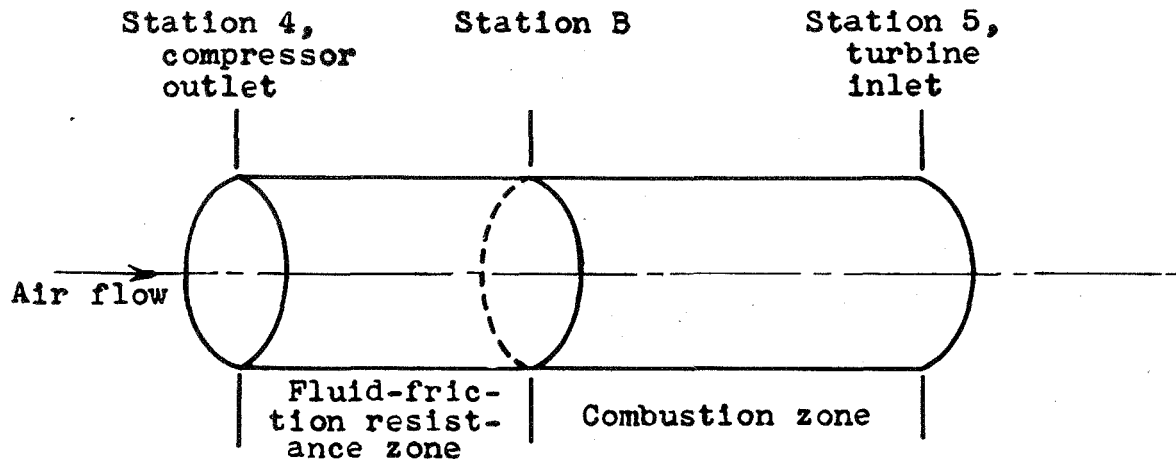 Station 4,
compressor
outlet
Station B
Station 5,
turbine
inlet
Air flow
Fluid-fric-
tion resist-
ance zone
Combustion zone